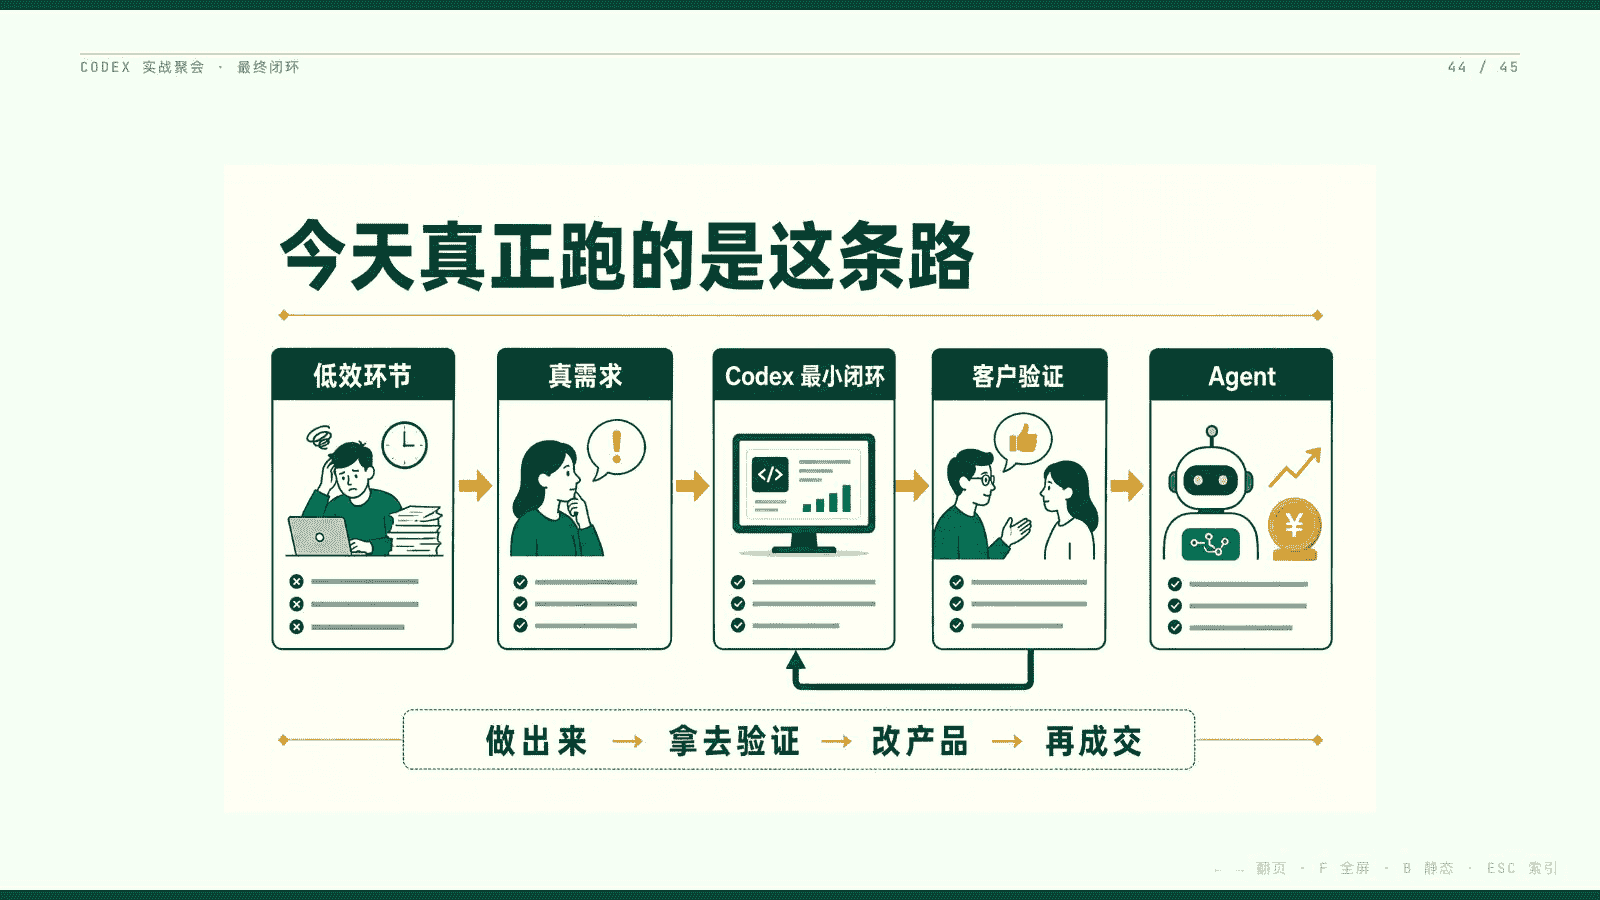 CODEX 实战聚会 · 最终闭环
44 / 45
今天真正跑的是这条路
低效环节
真需求
Codex 最小闭环
客户验证
Agent
!
</>
¥
做出来 → 拿去验证 → 改产品 → 再成交
← → 翻页 · F 全屏 · B 静态 · ESC 索引